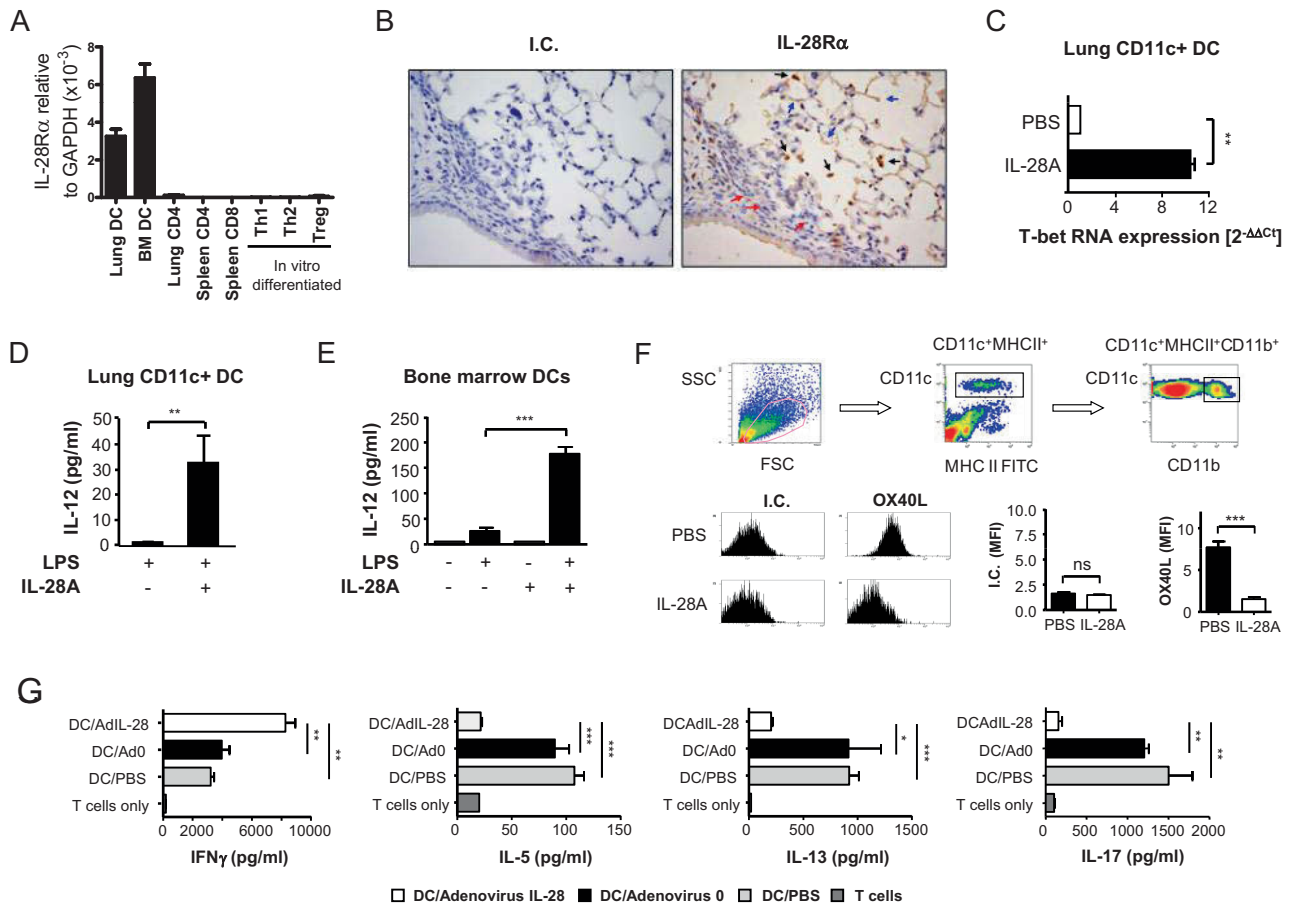 A
IL-28Rα relative
to GAPDH (x10-3)
8
6
4
2
0
Lung DC
BM DC
Lung CD4
Spleen CD4
Spleen CD8
Th1
Th2
Treg
In vitro
differentiated
B
I.C.
IL-28Rα
C
Lung CD11c+ DC
PBS
IL-28A
**
0 4 8 12
T-bet RNA expression [2-ΔΔCt]
D
Lung CD11c+ DC
IL-12 (pg/ml)
50
40
30
20
10
0
**
LPS + +
IL-28A - +
E
Bone marrow DCs
IL-12 (pg/ml)
250
200
150
100
50
0
***
LPS - + - +
IL-28A - - + +
F
SSC
FSC
CD11c+MHCII+
CD11c
MHC II FITC
CD11c+MHCII+CD11b+
CD11c
CD11b
I.C.
OX40L
PBS
IL-28A
I.C. (MFI)
10.0
7.5
5.0
2.5
0.0
ns
PBS IL-28A
OX40L (MFI)
10
5
0
***
PBS IL-28A
G
DC/AdIL-28
DC/Ad0
DC/PBS
T cells only
**
**
0 2000 6000 10000
IFNγ (pg/ml)
DC/AdIL-28
DC/Ad0
DC/PBS
T cells only
***
***
0 50 100 150
IL-5 (pg/ml)
DCAdIL-28
DC/Ad0
DC/PBS
T cells only
*
***
0 500 1000 1500
IL-13 (pg/ml)
DCAdIL-28
DC/Ad0
DC/PBS
T cells only
**
**
0 500 1000 1500 2000
IL-17 (pg/ml)
DC/Adenovirus IL-28 DC/Adenovirus 0 DC/PBS T cells